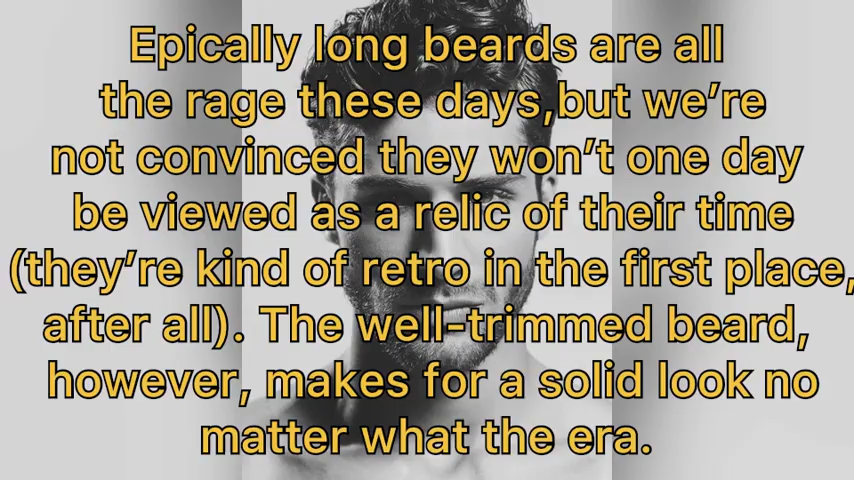 Epically long beards are all
the rage these days,but we’re
not convinced they won’t one day
be viewed as a relic of their time
(they’re kind of retro in the first place,
after all). The well-trimmed beard,
however, makes for a solid look no
matter what the era.